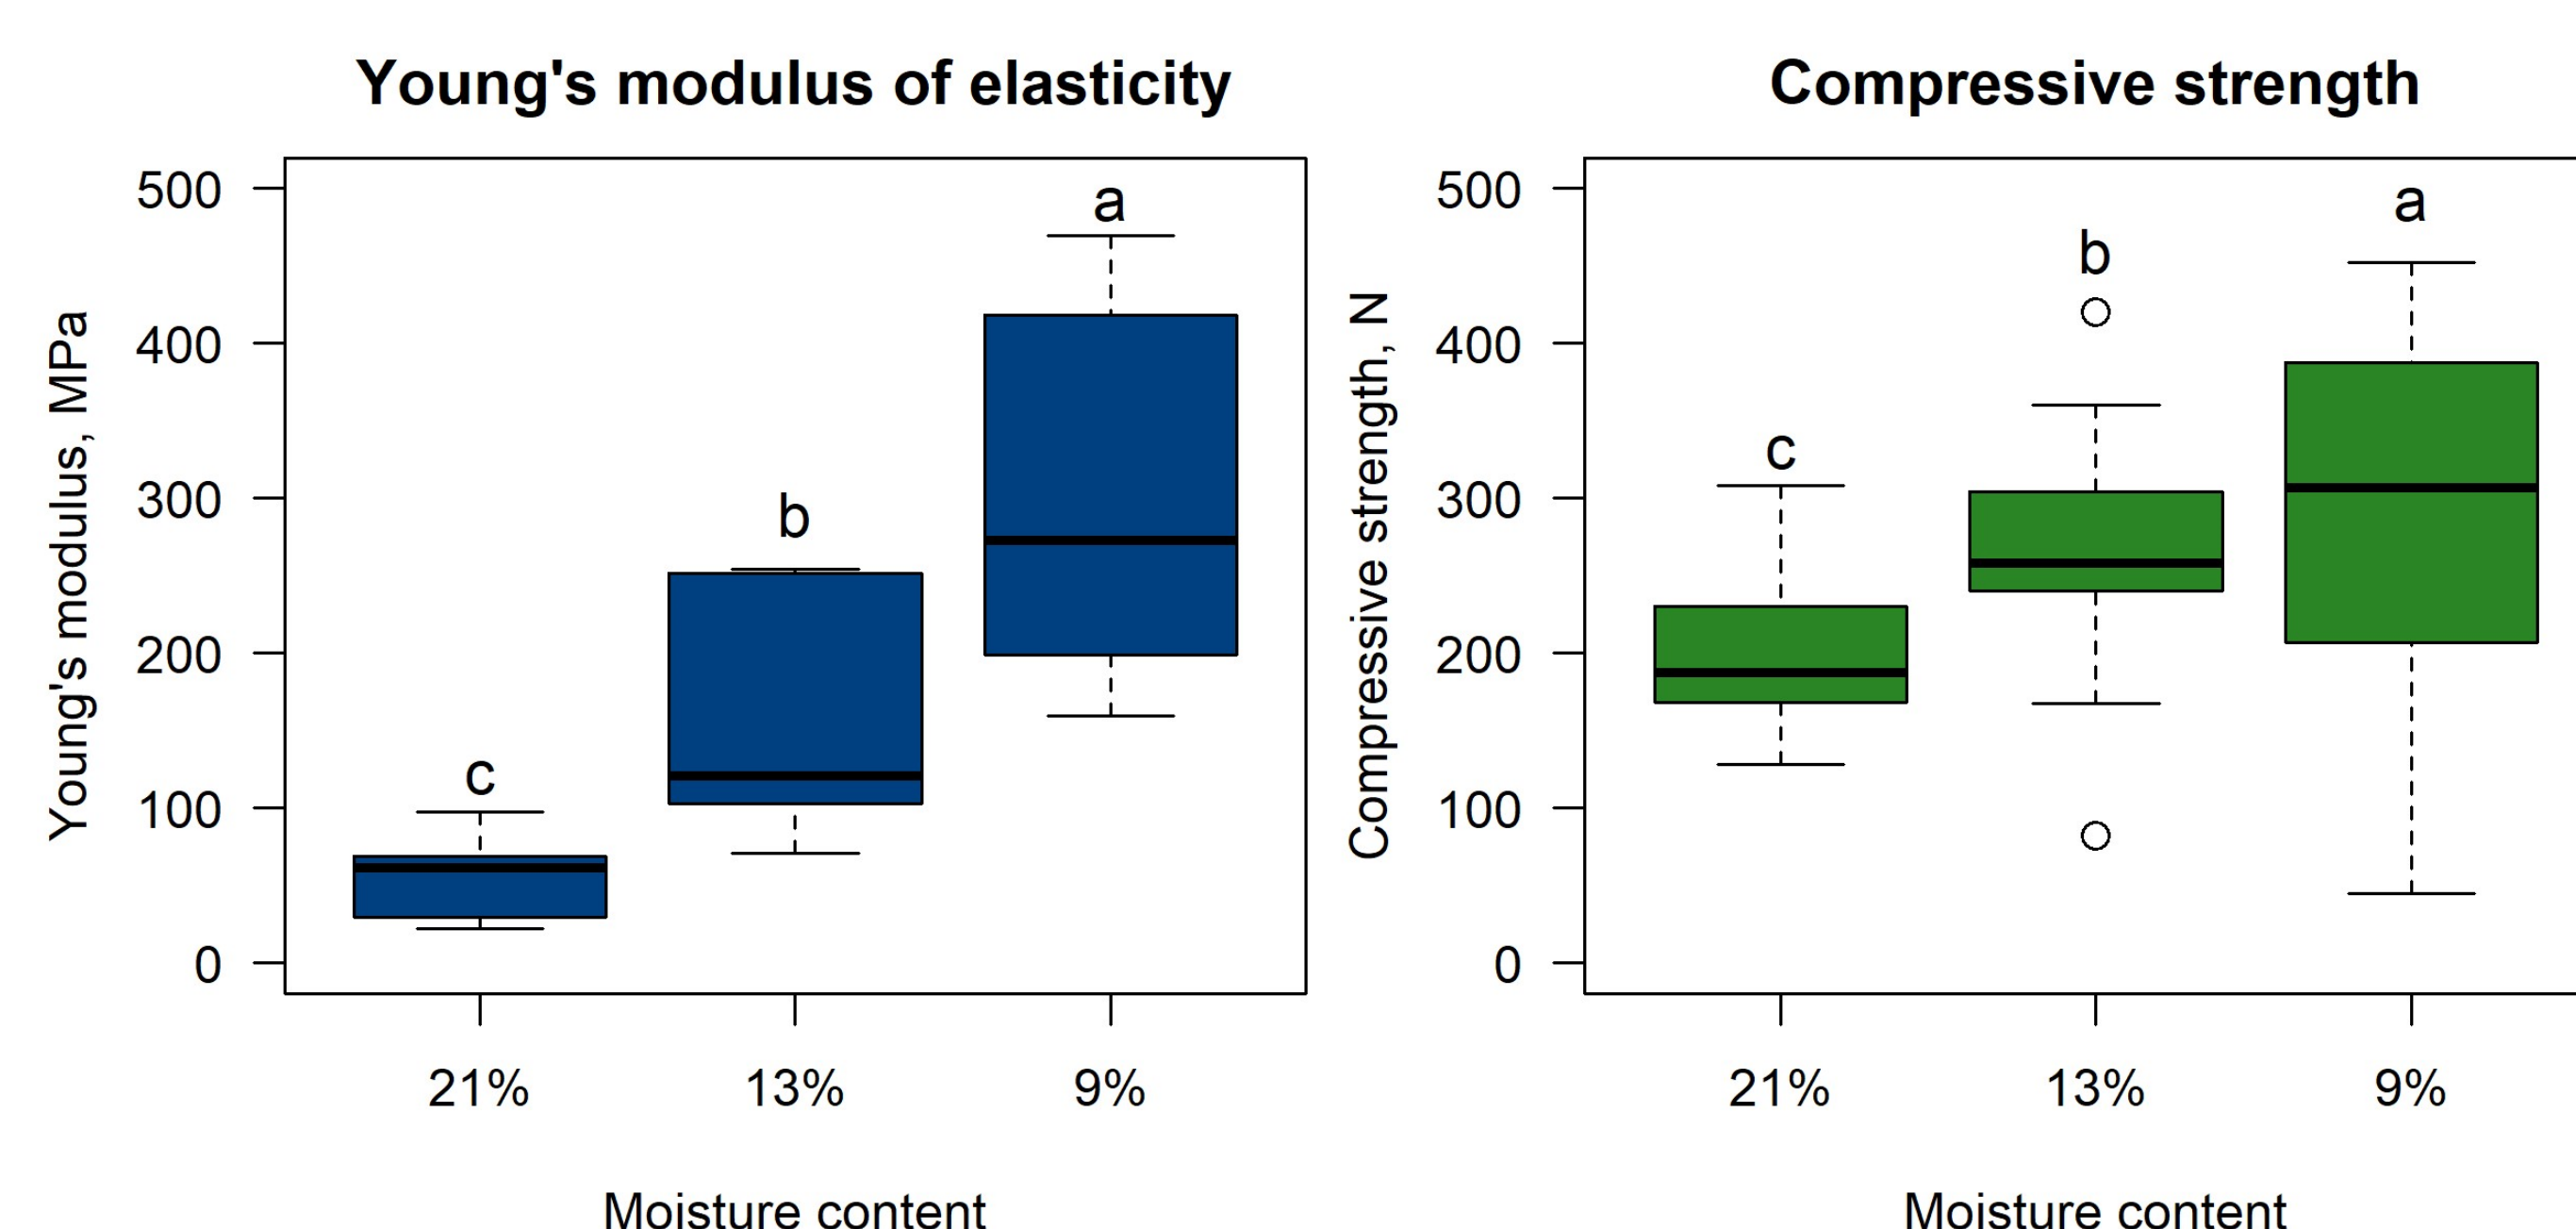 Young's modulus of elasticity
Young's modulus, MPa
500
400
300
200
100
0
c
b
a
21% 13% 9%
Moisture content
Compressive strength
Compressive strength, N
500
400
300
200
100
0
c
b
a
21% 13% 9%
Moisture content